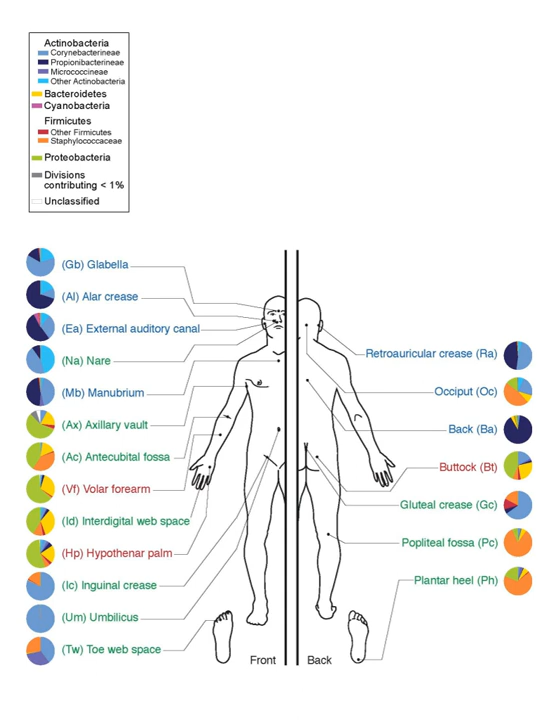 Actinobacteria
Corynebacterineae
Propionibacterineae
Micrococcineae
Other Actinobacteria
Bacteroidetes
Cyanobacteria
Firmicutes
Other Firmicutes
Staphylococcaceae
Proteobacteria
Divisions
contributing < 1%
Unclassified
(Gb) Glabella
(Al) Alar crease
(Ea) External auditory canal
(Na) Nare
(Mb) Manubrium
(Ax) Axillary vault
(Ac) Antecubital fossa
(Vf) Volar forearm
(Id) Interdigital web space
(Hp) Hypothenar palm
(Ic) Inguinal crease
(Um) Umbilicus
(Tw) Toe web space
Retroauricular crease (Ra)
Occiput (Oc)
Back (Ba)
Buttock (Bt)
Gluteal crease (Gc)
Popliteal fossa (Pc)
Plantar heel (Ph)
Front
Back